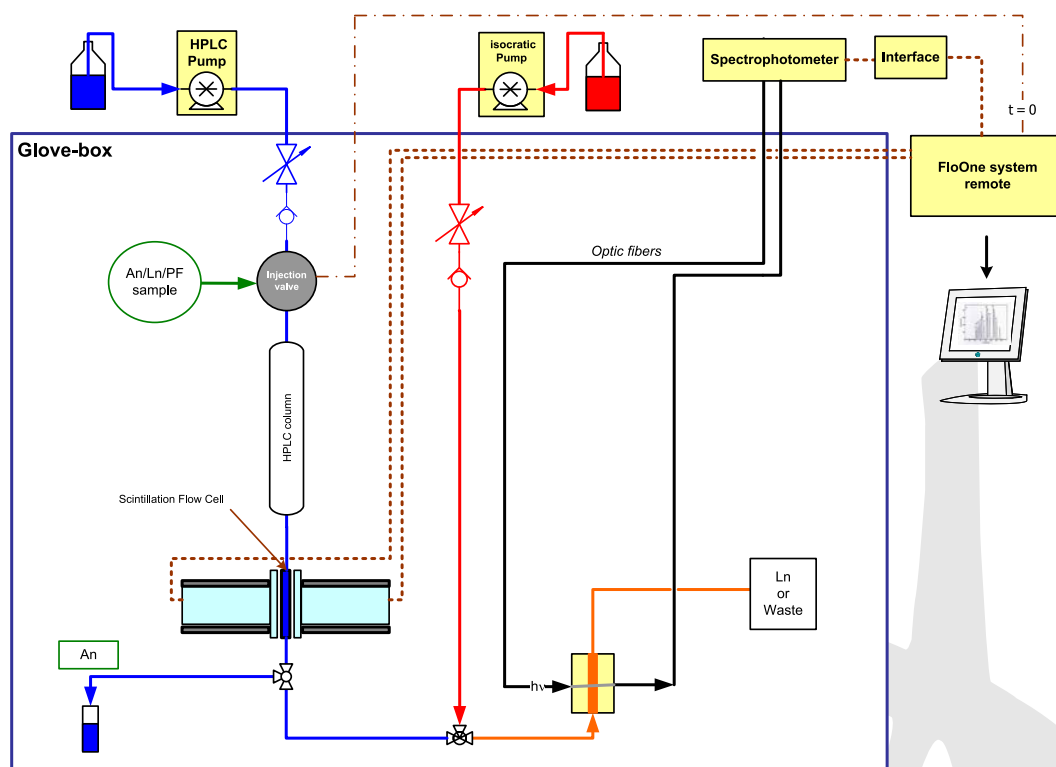 HPLC
Pump
isocratic
Pump
Spectrophotometer
Interface
t = 0
Glove-box
FloOne system
remote
Optic fibers
An/Ln/PF
sample
Injection
valve
HPLC column
Scintillation Flow Cell
Ln
or
Waste
An
hν